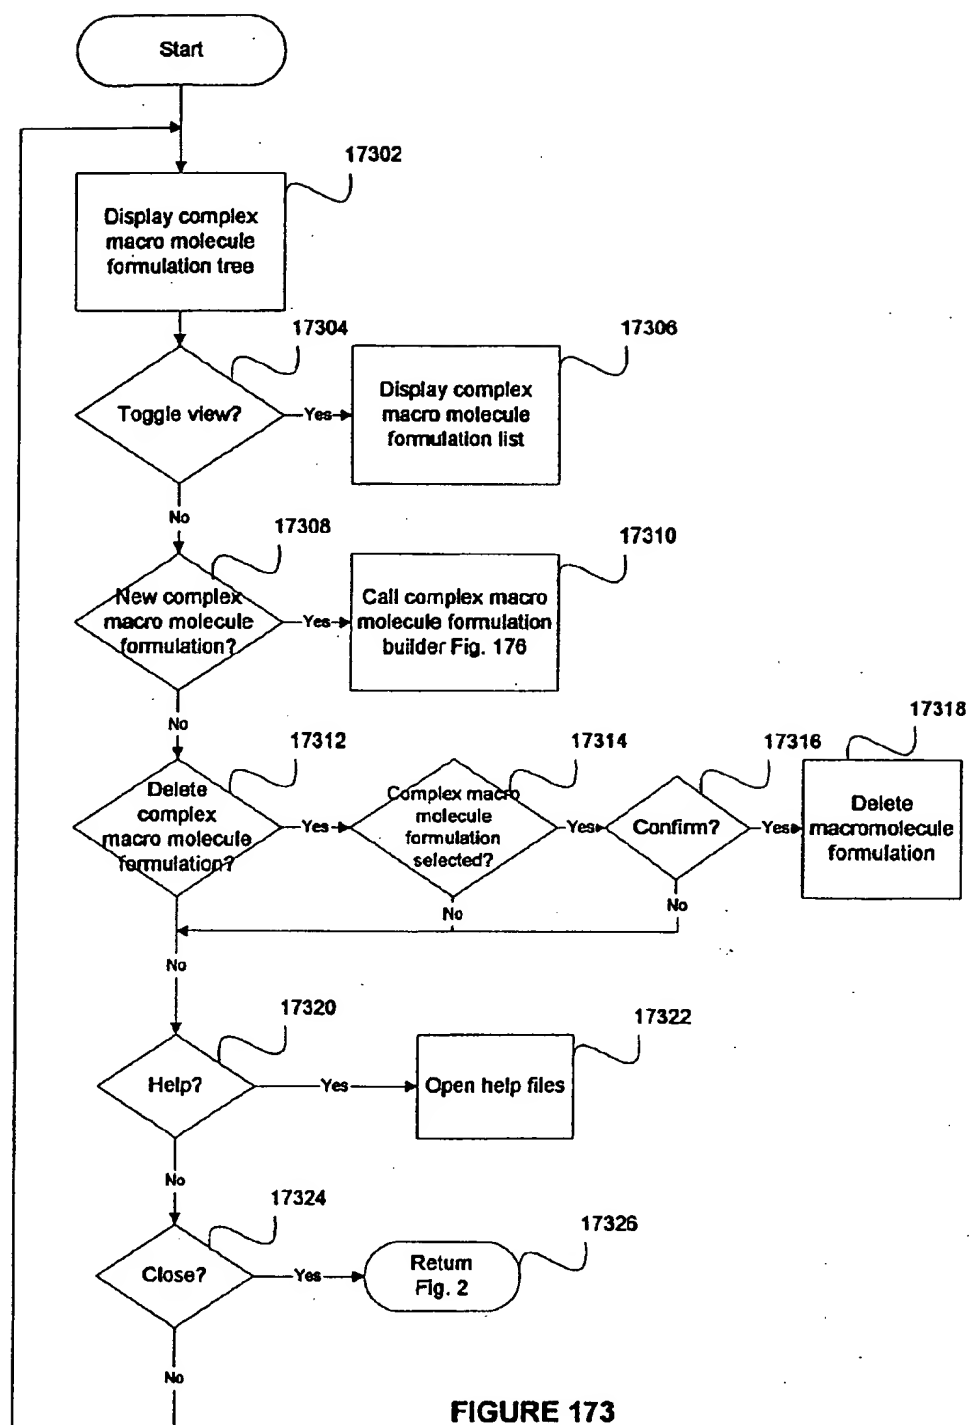 Start
17302
Display complex
macro molecule
formulation tree
17304
17306
Toggle view?
Yes
Display complex
macro molecule
formulation list
No
17308
17310
New complex
macro molecule
formulation?
Yes
Call complex macro
molecule formulation
builder Fig. 176
No
17312
17314
17316
17318
Delete
complex
macro molecule
formulation?
Yes
Complex macro
molecule
formulation
selected?
Yes
Confirm?
Yes
Delete
macromolecule
formulation
No
No
No
17320
17322
Help?
Yes
Open help files
No
17324
17326
Close?
Yes
Return
Fig. 2
No
FIGURE 173